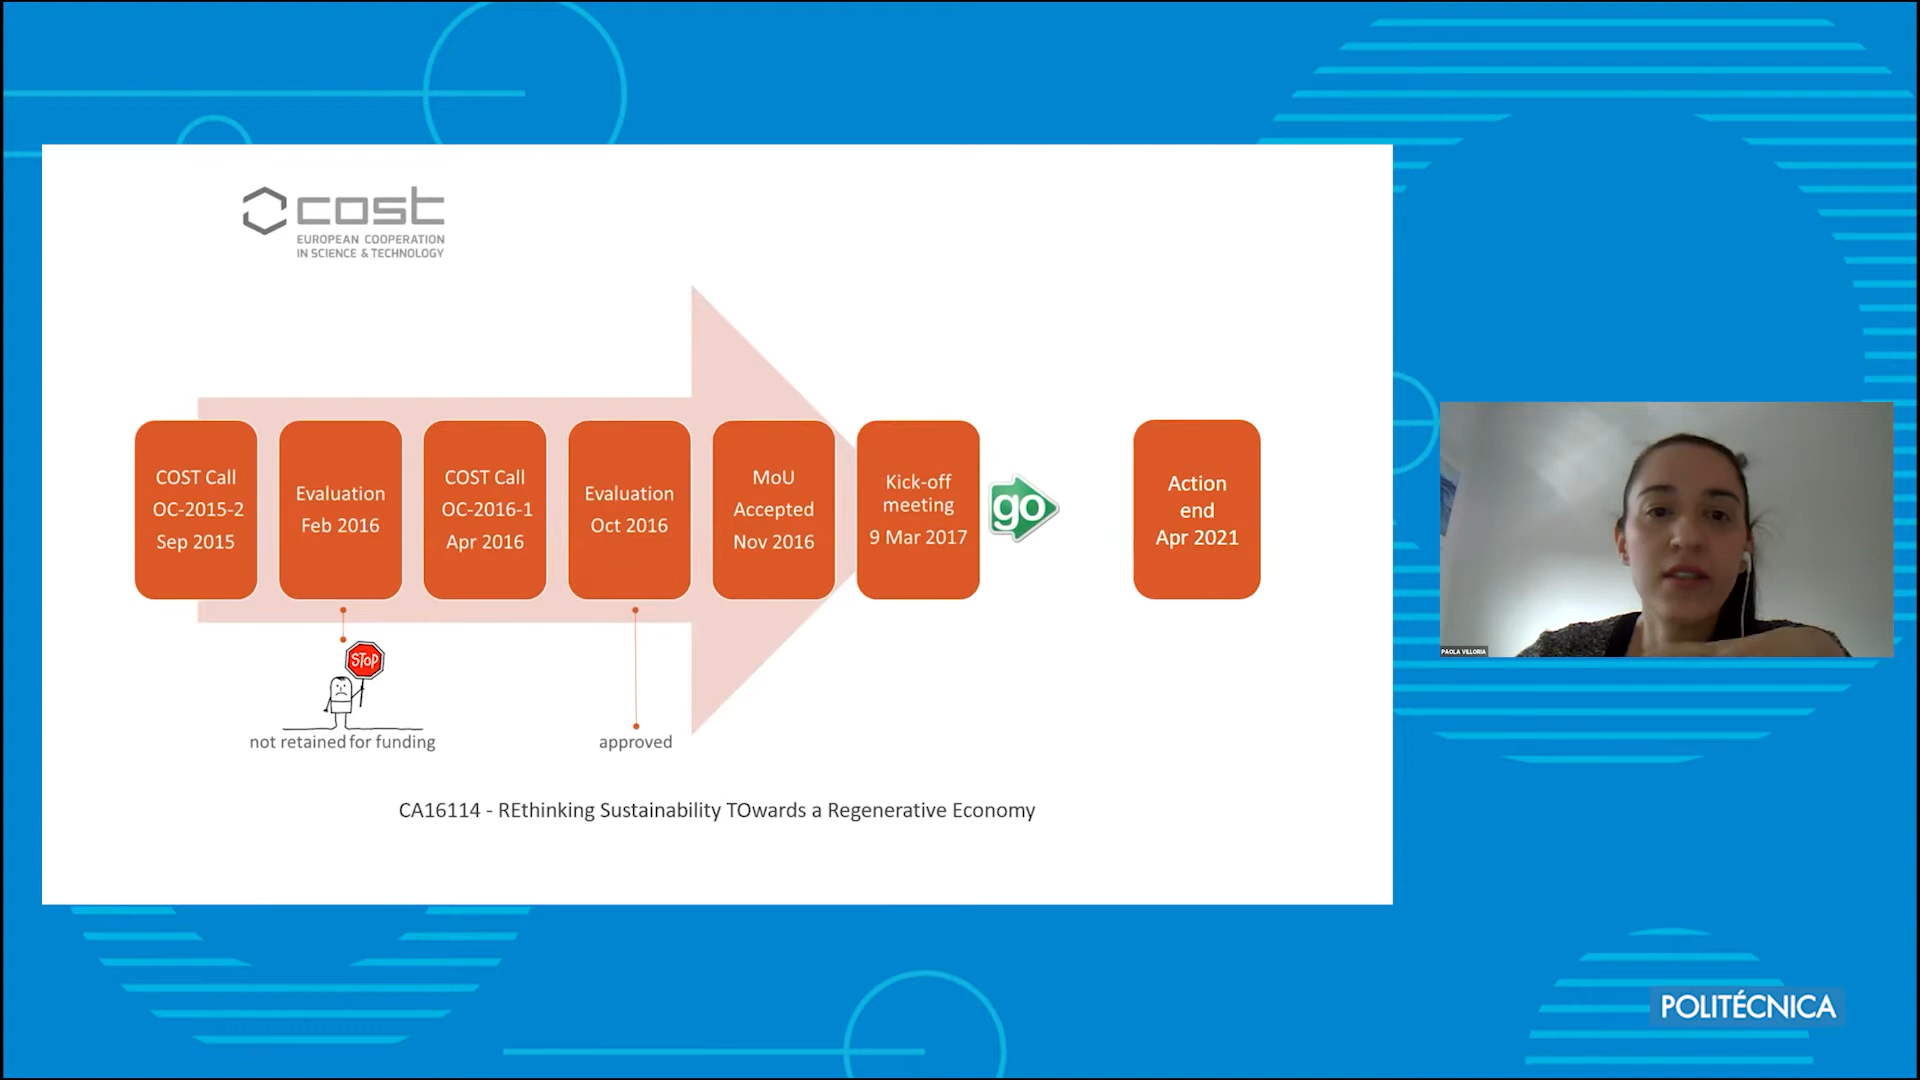 cost
EUROPEAN COOPERATION
IN SCIENCE & TECHNOLOGY
COST Call
OC-2015-2
Sep 2015
Evaluation
Feb 2016
COST Call
OC-2016-1
Apr 2016
Evaluation
Oct 2016
MoU
Accepted
Nov 2016
Kick-off
meeting
9 Mar 2017
go
Action
end
Apr 2021
STOP
not retained for funding
approved
CA16114 - REthinking Sustainability TOwards a Regenerative Economy
PAOLA VILLORIA
POLITÉCNICA